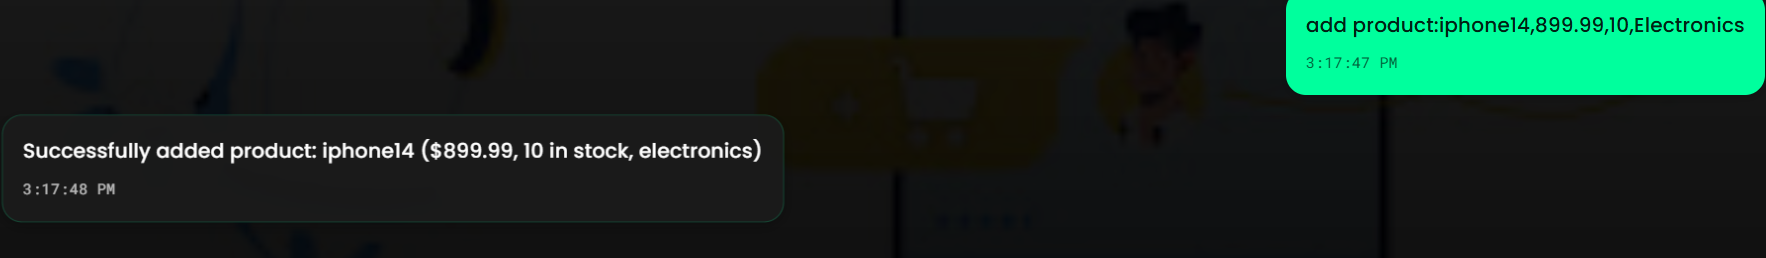 add product:iphone14,899.99,10,Electronics
3:17:47 PM
Successfully added product: iphone14 ($899.99, 10 in stock, electronics)
3:17:48 PM